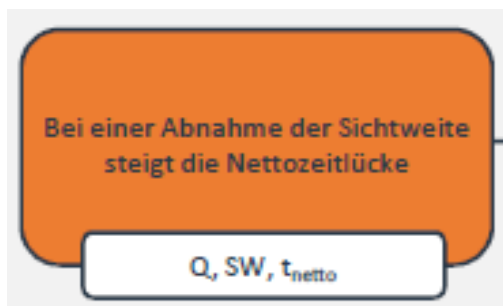 Bei einer Abnahme der Sichtweite
steigt die Nettozeitlücke
Q, SW, tnetto